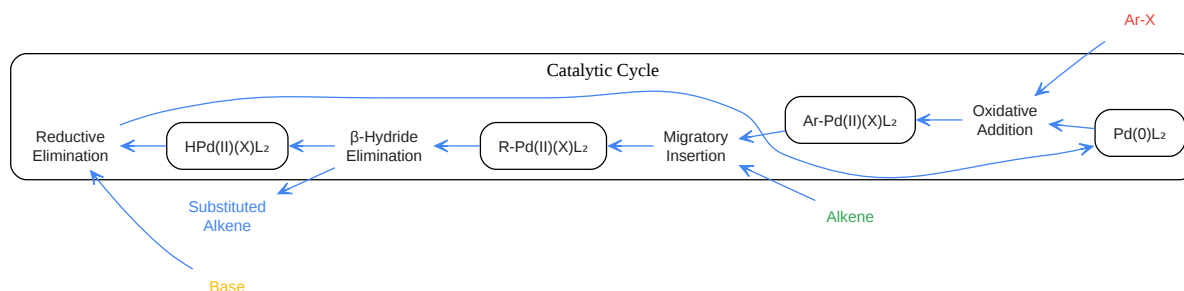 Ar-X
Catalytic Cycle
Reductive
Elimination
HPd(II)(X)L₂
β-Hydride
Elimination
R-Pd(II)(X)L₂
Migratory
Insertion
Ar-Pd(II)(X)L₂
Oxidative
Addition
Pd(0)L₂
Substituted
Alkene
Alkene
Base